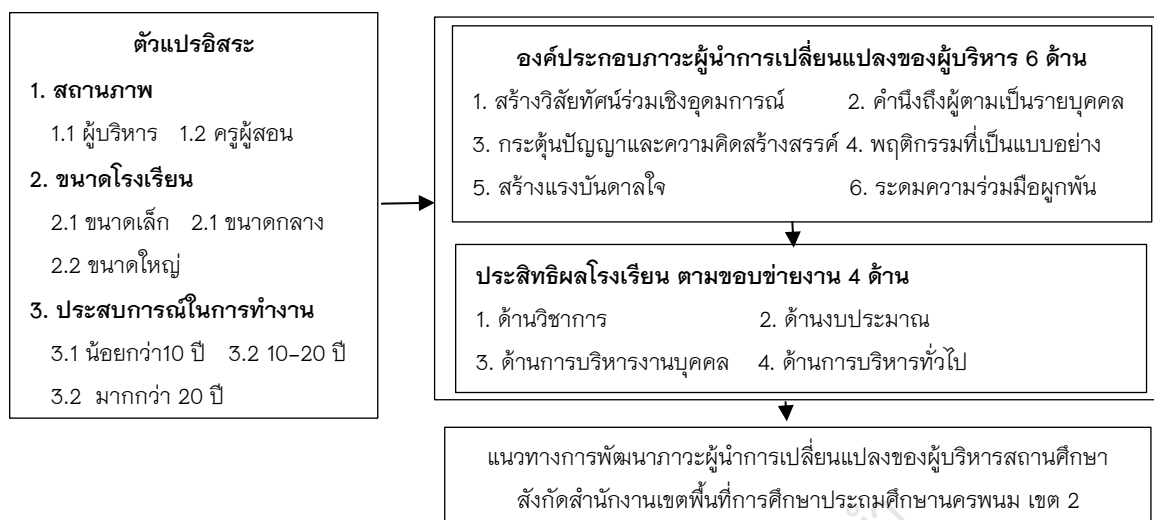 ตัวแปรอิสระ
1. สถานภาพ
1.1 ผู้บริหาร 1.2 ครูผู้สอน
2. ขนาดโรงเรียน
2.1 ขนาดเล็ก 2.1 ขนาดกลาง
2.2 ขนาดใหญ่
3. ประสบการณ์ในการทำงาน
3.1 น้อยกว่า10 ปี 3.2 10–20 ปี
3.2 มากกว่า 20 ปี
องค์ประกอบภาวะผู้นำการเปลี่ยนแปลงของผู้บริหาร 6 ด้าน
1. สร้างวิสัยทัศน์ร่วมเชิงอุดมการณ์ 2. คำนึงถึงผู้ตามเป็นรายบุคคล
3. กระตุ้นปัญญาและความคิดสร้างสรรค์ 4. พฤติกรรมที่เป็นแบบอย่าง
5. สร้างแรงบันดาลใจ 6. ระดมความร่วมมือผูกพัน
ประสิทธิผลโรงเรียน ตามขอบข่ายงาน 4 ด้าน
1. ด้านวิชาการ 2. ด้านงบประมาณ
3. ด้านการบริหารงานบุคคล 4. ด้านการบริหารทั่วไป
แนวทางการพัฒนาภาวะผู้นำการเปลี่ยนแปลงของผู้บริหารสถานศึกษา
สังกัดสำนักงานเขตพื้นที่การศึกษาประถมศึกษานครพนม เขต 2